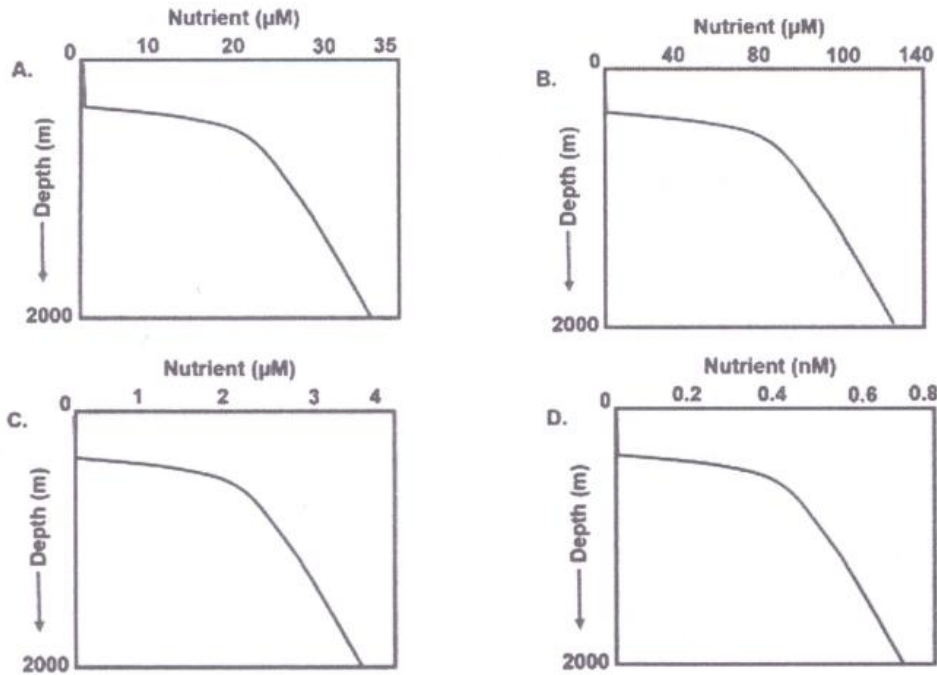 Nutrient (µM)
0 10 20 30 35
A.
Depth (m)
2000
Nutrient (µM)
0 40 80 100 140
B.
Depth (m)
2000
Nutrient (µM)
0 1 2 3 4
C.
Depth (m)
2000
Nutrient (nM)
0 0.2 0.4 0.6 0.8
D.
Depth (m)
2000